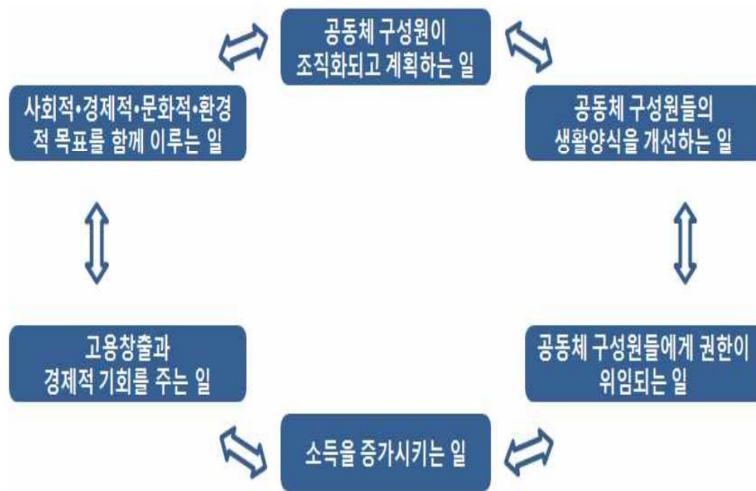 공동체 구성원이
조직화되고 계획하는 일
사회적•경제적•문화적•환경
적 목표를 함께 이루는 일
공동체 구성원들의
생활양식을 개선하는 일
고용창출과
경제적 기회를 주는 일
공동체 구성원들에게 권한이
위임되는 일
소득을 증가시키는 일